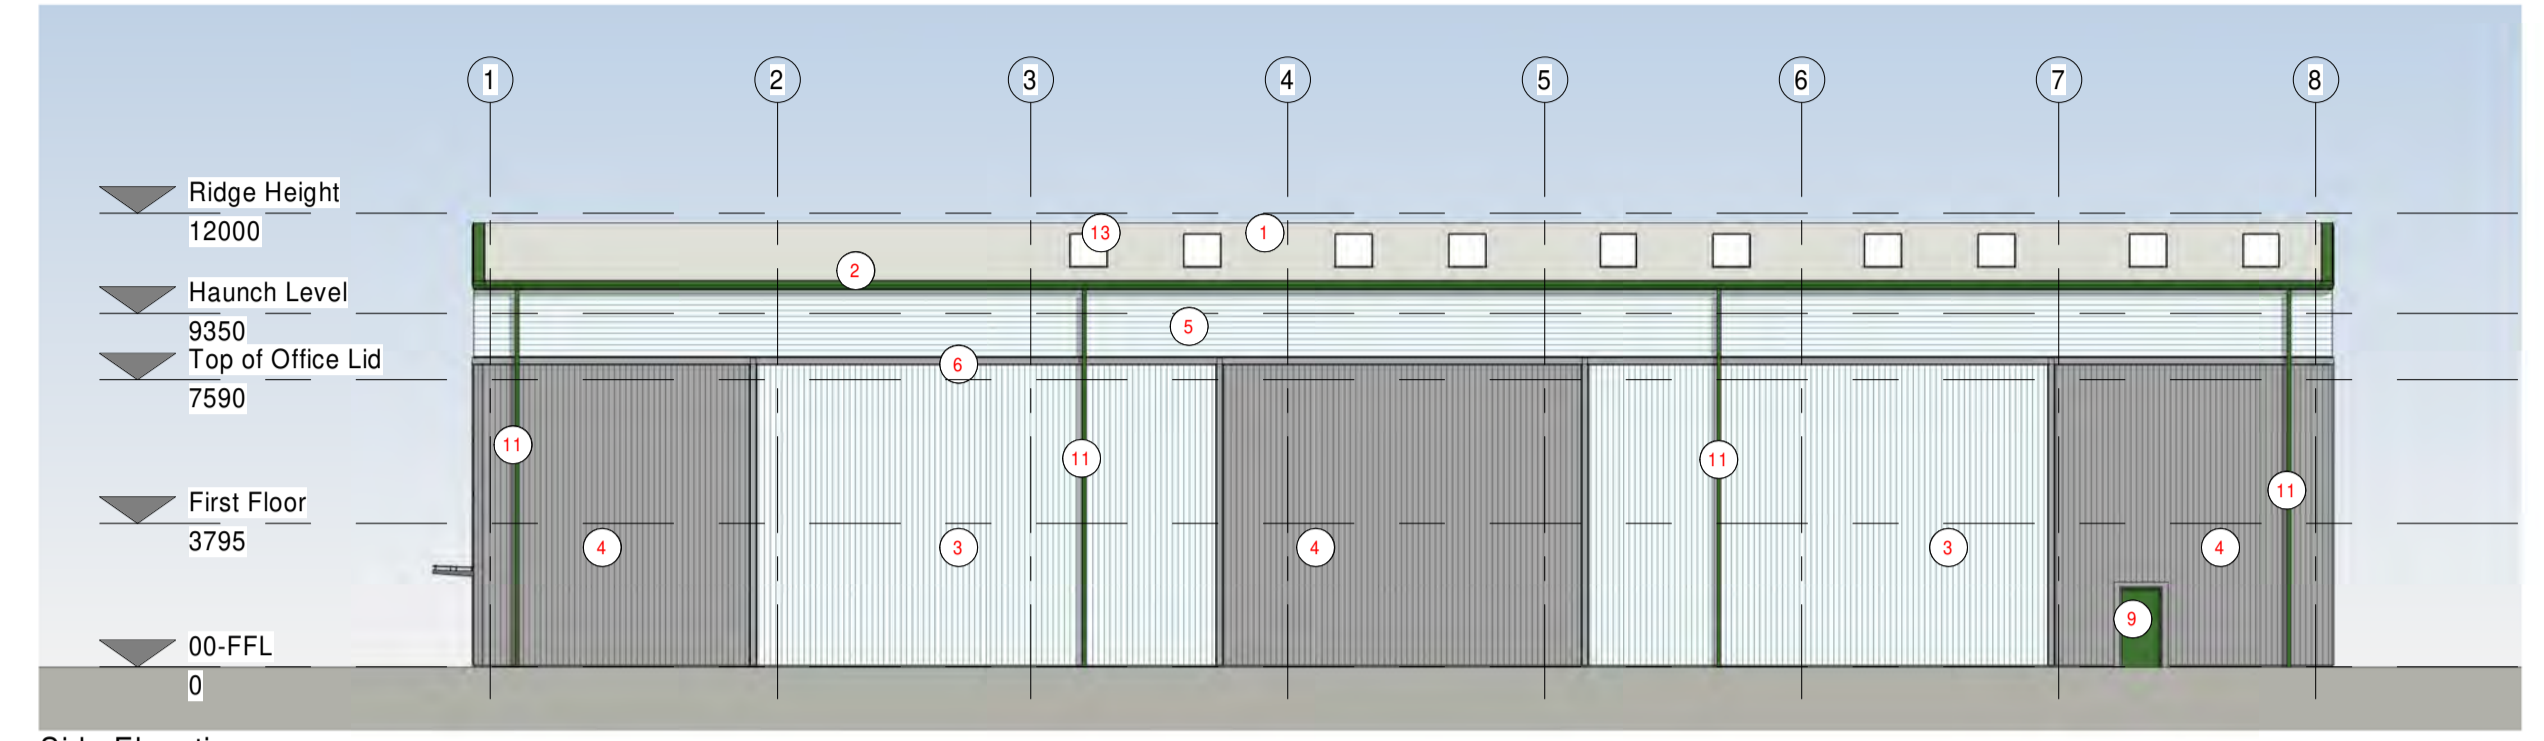 1 2 3 4 5 6 7 8
Ridge Height
12000
13 1
2
Haunch Level
9350
5
Top of Office Lid
6
7590
11 11 11 11
First Floor
3795
4 3 4 3 4
9
00-FFL
0